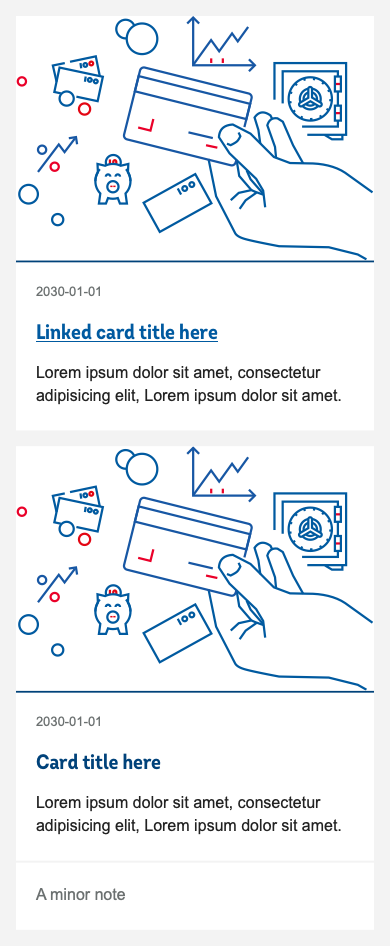 100
100
10
100
2030-01-01
Linked card title here
Lorem ipsum dolor sit amet, consectetur
adipisicing elit, Lorem ipsum dolor sit amet.
100
100
10
100
2030-01-01
Card title here
Lorem ipsum dolor sit amet, consectetur
adipisicing elit, Lorem ipsum dolor sit amet.
A minor note